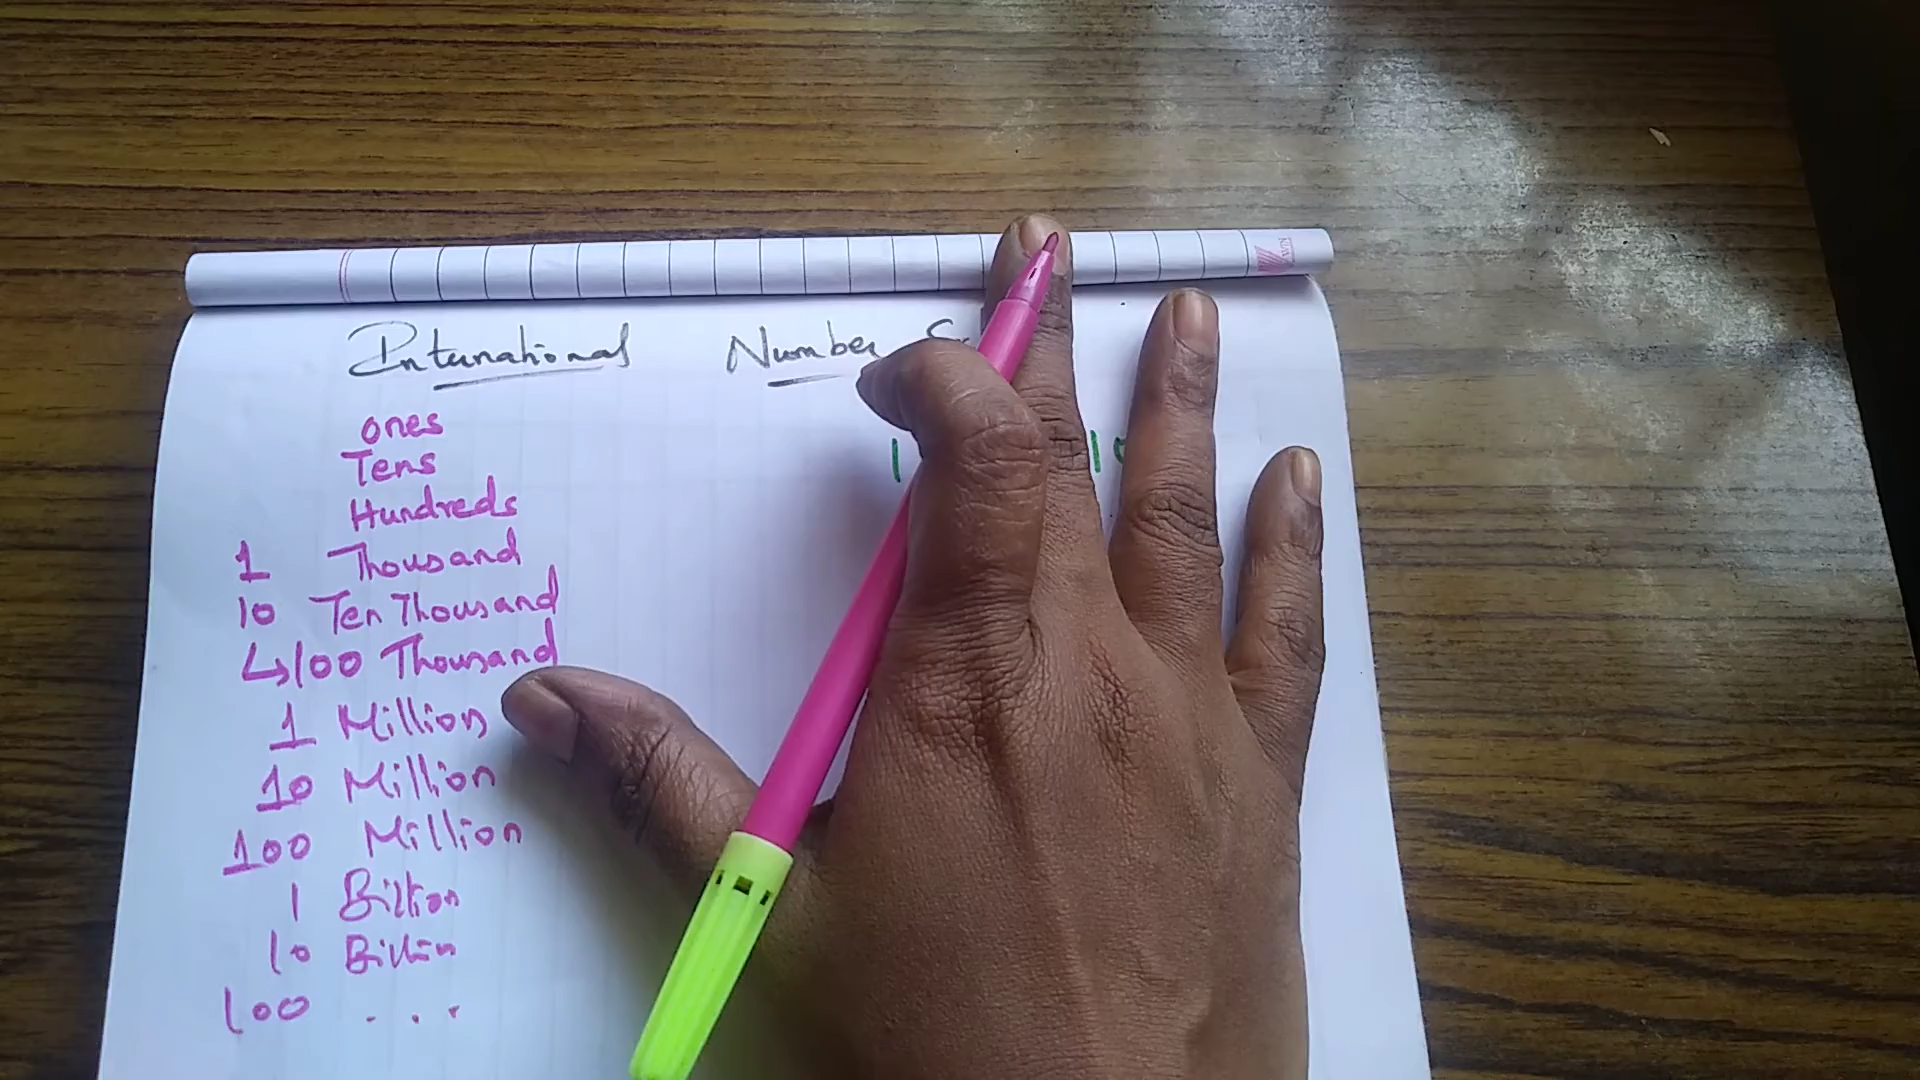 International Number
ones
Tens
Hundreds
1 Thousand
10 Ten Thousand
↳100 Thousand
1 Million
10 Million
100 Million
1 Billion
10 Billion
100 . . .